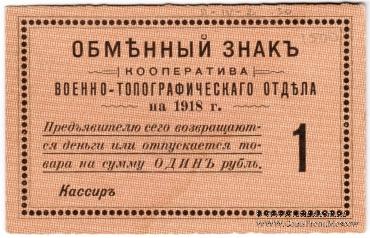 ОБМѢННЫЙ ЗНАКЪ
КООПЕРАТИВА
ВОЕННО-ТОПОГРАФИЧЕСКАГО ОТДѢЛА
на 1918 г.
Предъявителю сего возвращают-
ся деньги или отпускается то-
вара на сумму ОДИНЪ рубль.
1
Кассиръ